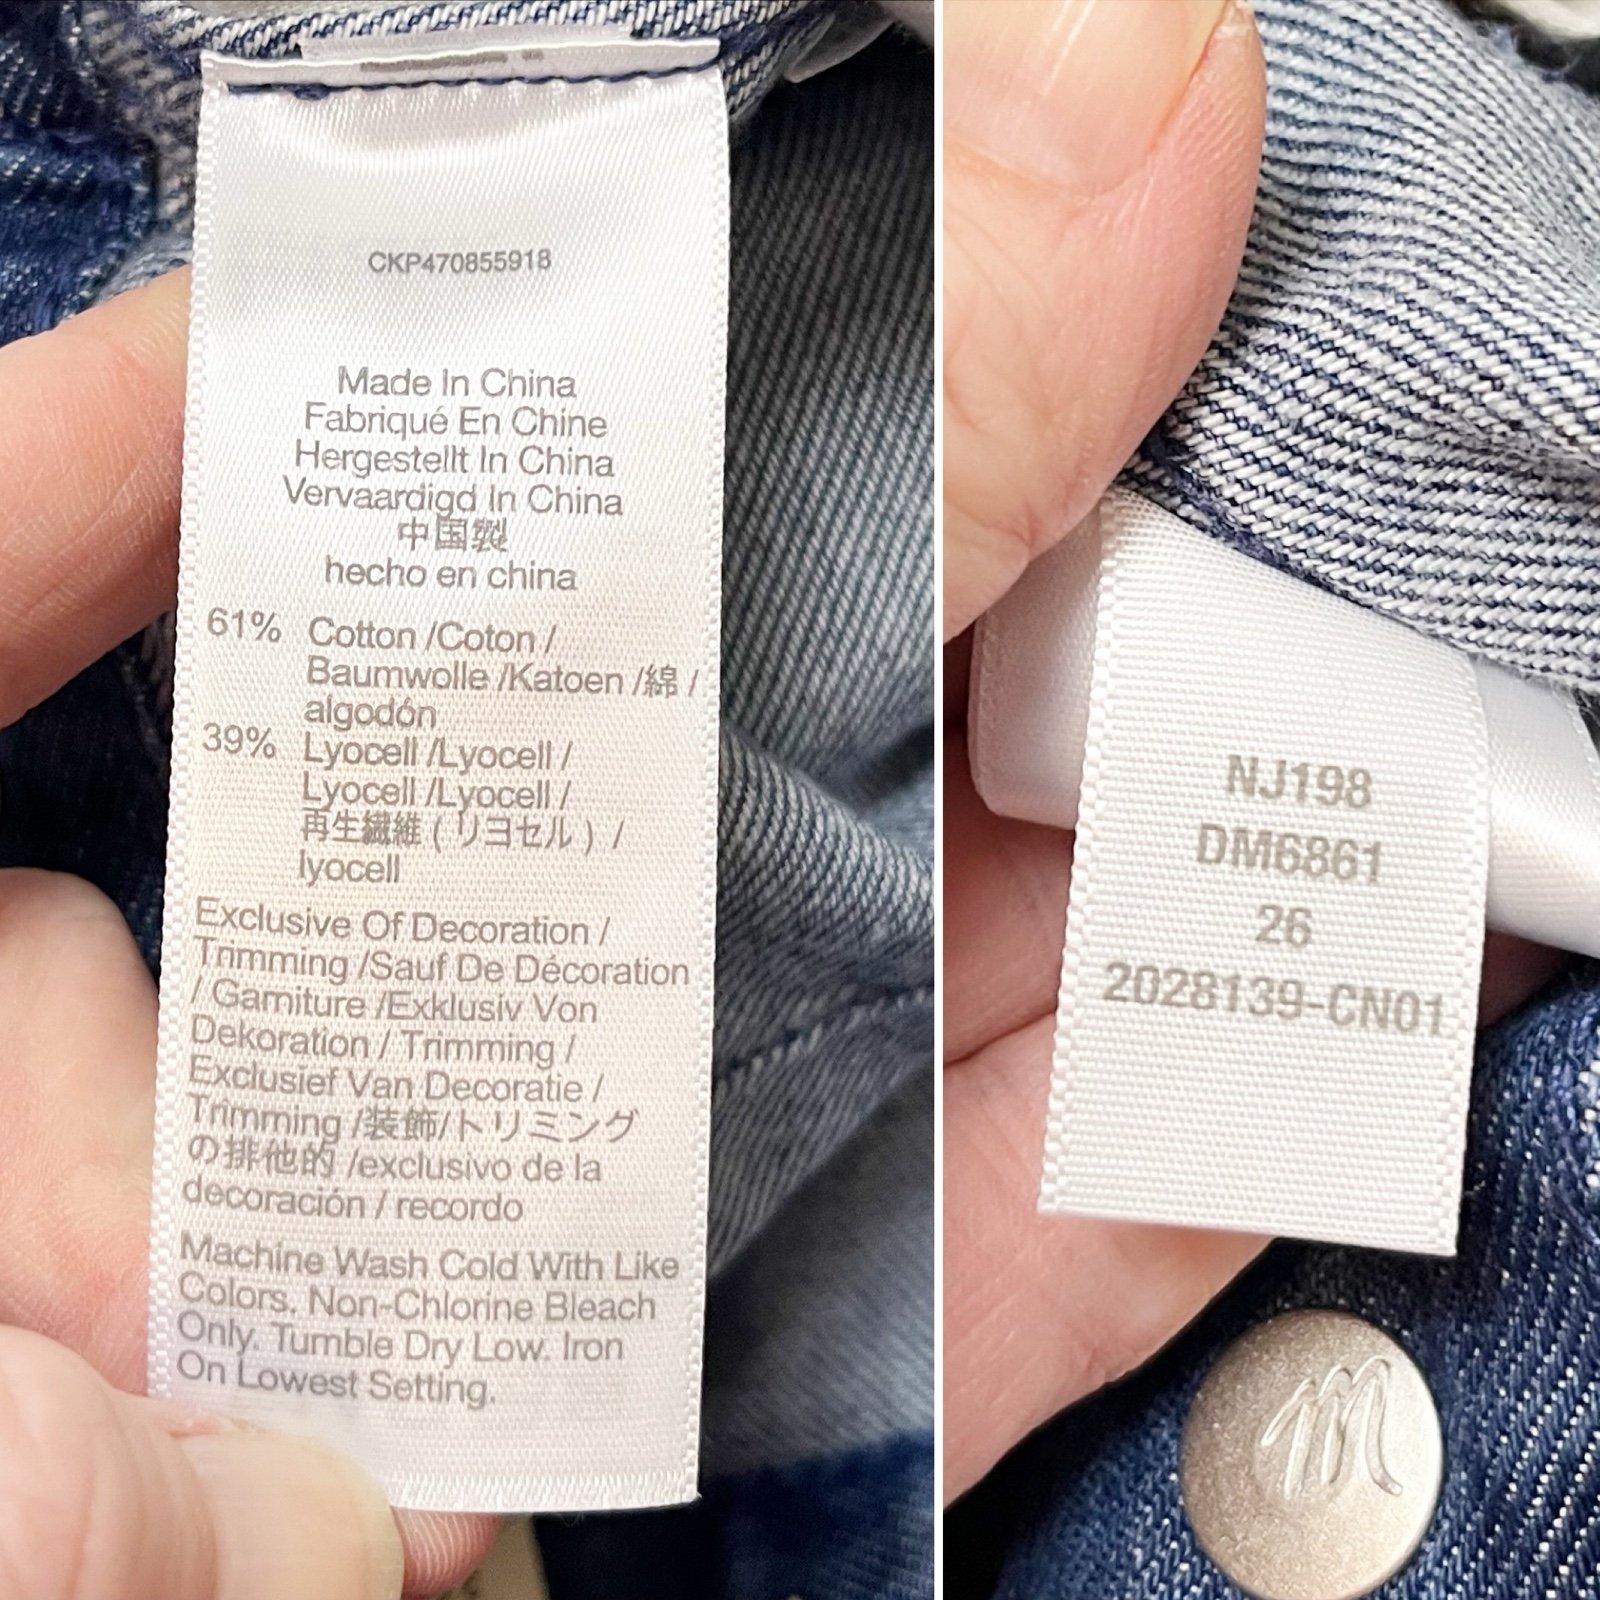 CKP470855918
Made In China
Fabriqué En Chine
Hergestellt In China
Vervaardigd In China
中国製
hecho en china
61% Cotton /Coton /
Baumwolle /Katoen /綿 /
algodón
39% Lyocell /Lyocell /
Lyocell /Lyocell /
再生繊維 ( リヨセル ) /
lyocell
Exclusive Of Decoration /
Trimming /Sauf De Décoration
/ Garniture /Exklusiv Von
Dekoration / Trimming /
Exclusief Van Decoratie /
Trimming /装飾/トリミング
の排他的 /exclusivo de la
decoración / recordo
Machine Wash Cold With Like
Colors. Non-Chlorine Bleach
Only. Tumble Dry Low. Iron
On Lowest Setting.
NJ198
DM6861
26
2028139-CN01
m